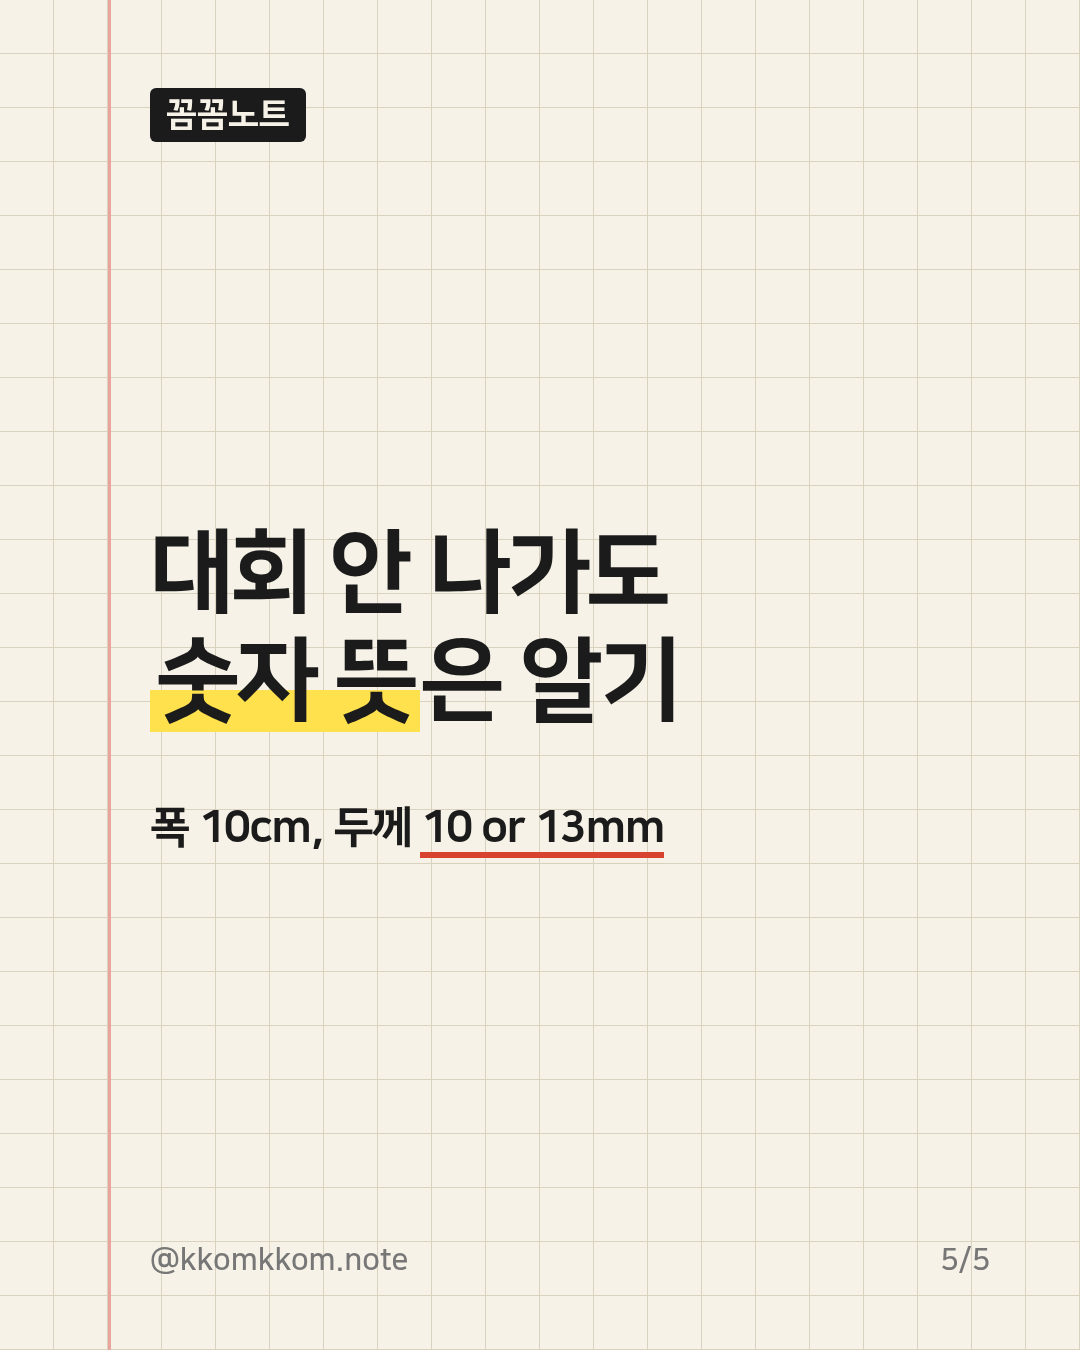 꼼꼼노트
대회 안 나가도
숫자 뜻은 알기
폭 10cm, 두께 10 or 13mm
@kkomkkom.note
5/5